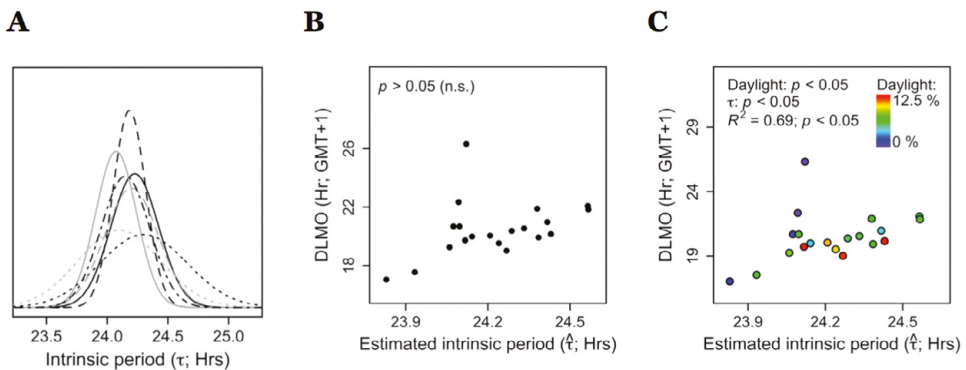 A
23.5 24.0 24.5 25.0
Intrinsic period (τ; Hrs)
B
p > 0.05 (n.s.)
DLMO (Hr; GMT+1)
26
22
18
23.9 24.2 24.5
Estimated intrinsic period (τ̂; Hrs)
C
Daylight: p < 0.05
τ: p < 0.05
R² = 0.69; p < 0.05
Daylight:
12.5 %
0 %
DLMO (Hr; GMT+1)
29
24
19
23.9 24.2 24.5
Estimated intrinsic period (τ̂; Hrs)